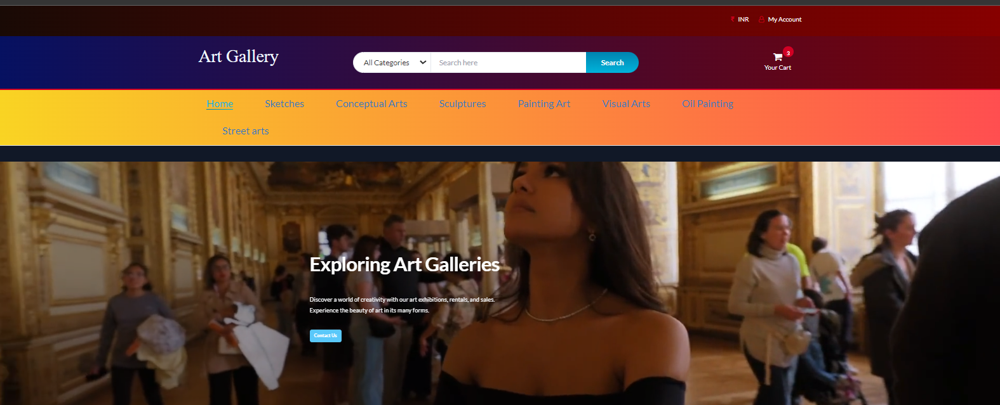 INR My Account
Art Gallery All Categories Search here Search 3
Your Cart
Home Sketches Conceptual Arts Sculptures Painting Art Visual Arts Oil Painting
Street arts
Exploring Art Galleries
Discover a world of creativity with our art exhibitions, rentals, and sales.
Experience the beauty of art in its many forms.
Contact Us